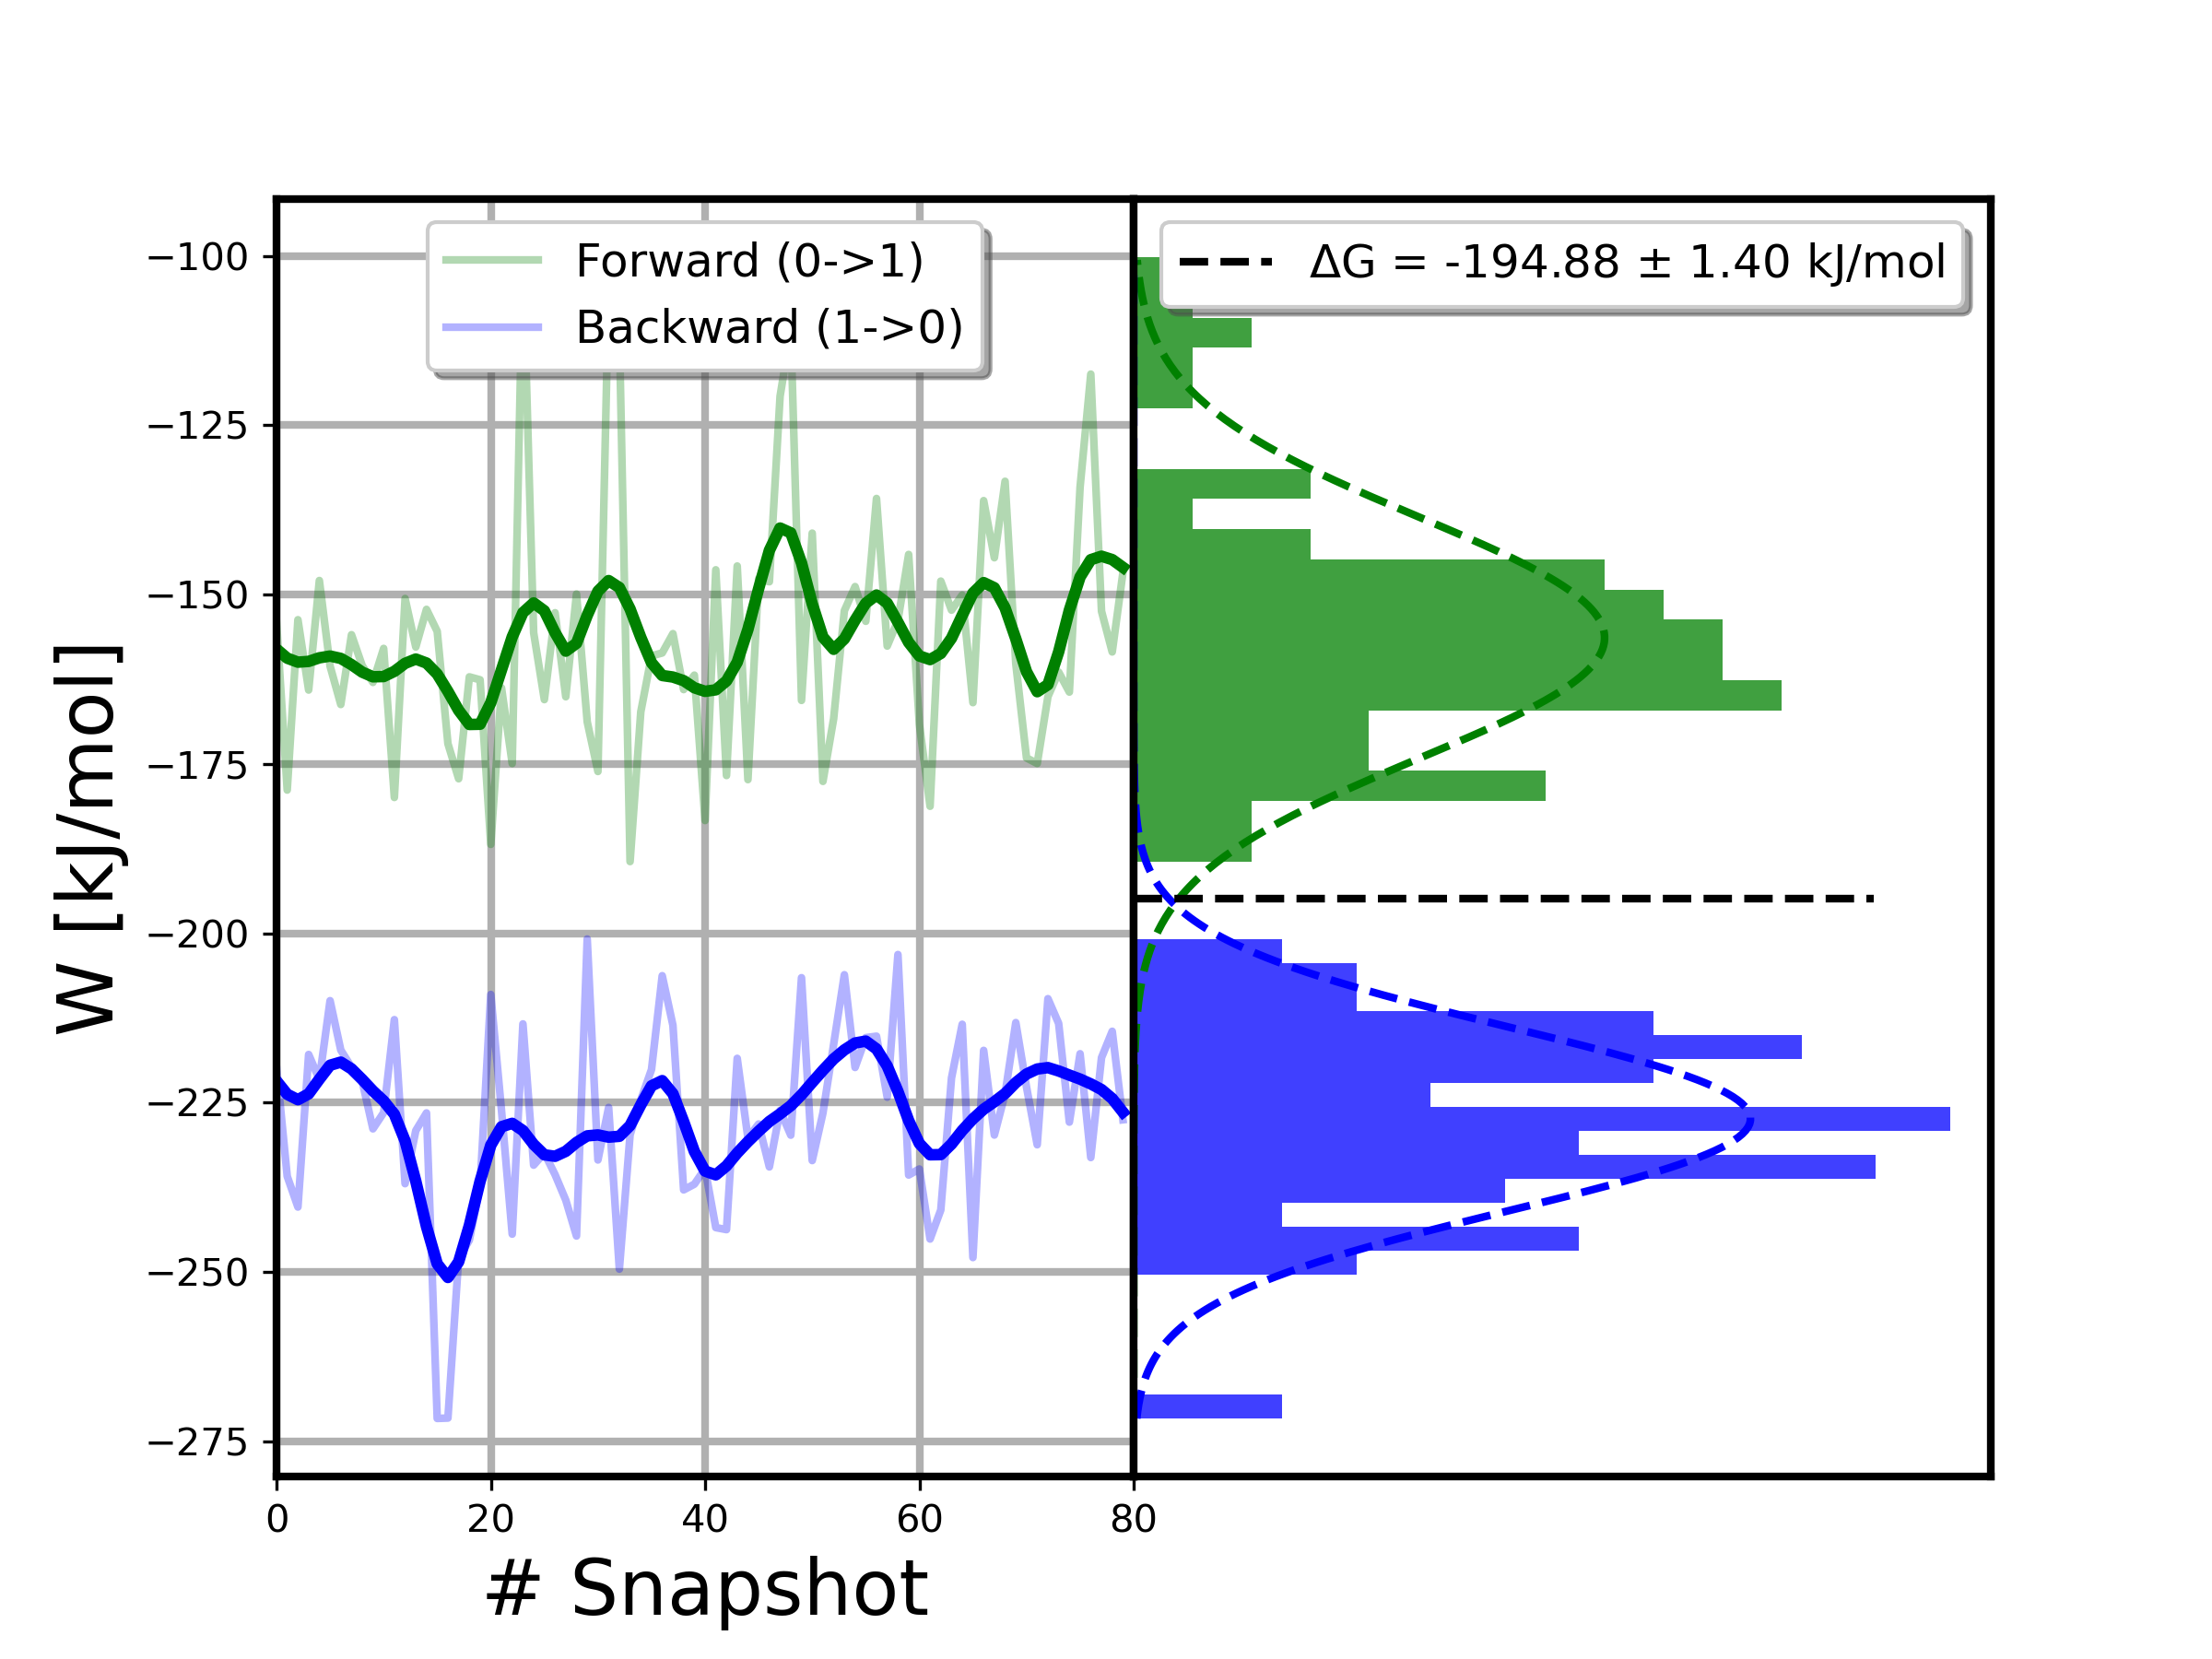 Forward (0->1)
Backward (1->0)
ΔG = -194.88 ± 1.40 kJ/mol
W [kJ/mol]
−100
−125
−150
−175
−200
−225
−250
−275
0 20 40 60 80
# Snapshot